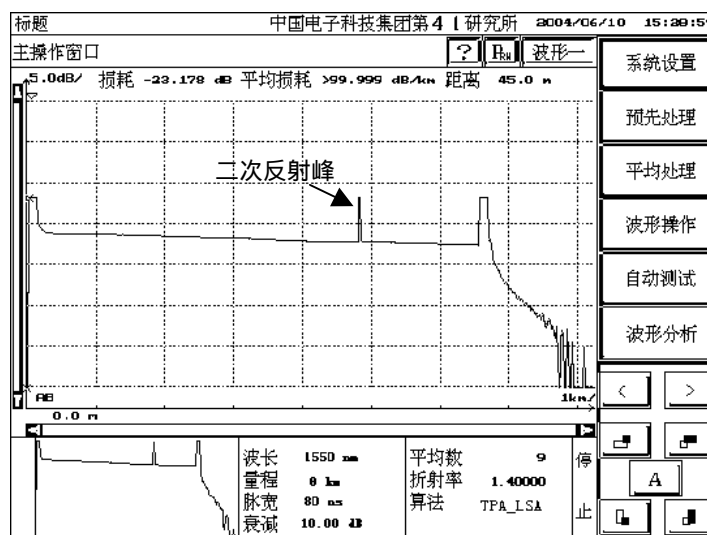 标题 中国电子科技集团第41研究所 2004/06/10 15:28:5
主操作窗口 ? 波形一
系统设置
5.0dB/ 损耗 -23.178 dB 平均损耗 >99.999 dB/km 距离 45.0 m
预先处理
平均处理
二次反射峰
波形操作
自动测试
波形分析
AB 1km/
0.0 m
< >
波长 1550 nm 平均数 9 停
量程 8 km 折射率 1.40000 A
脉宽 80 ns 算法 TPA_LSA
衰减 10.00 dB 止